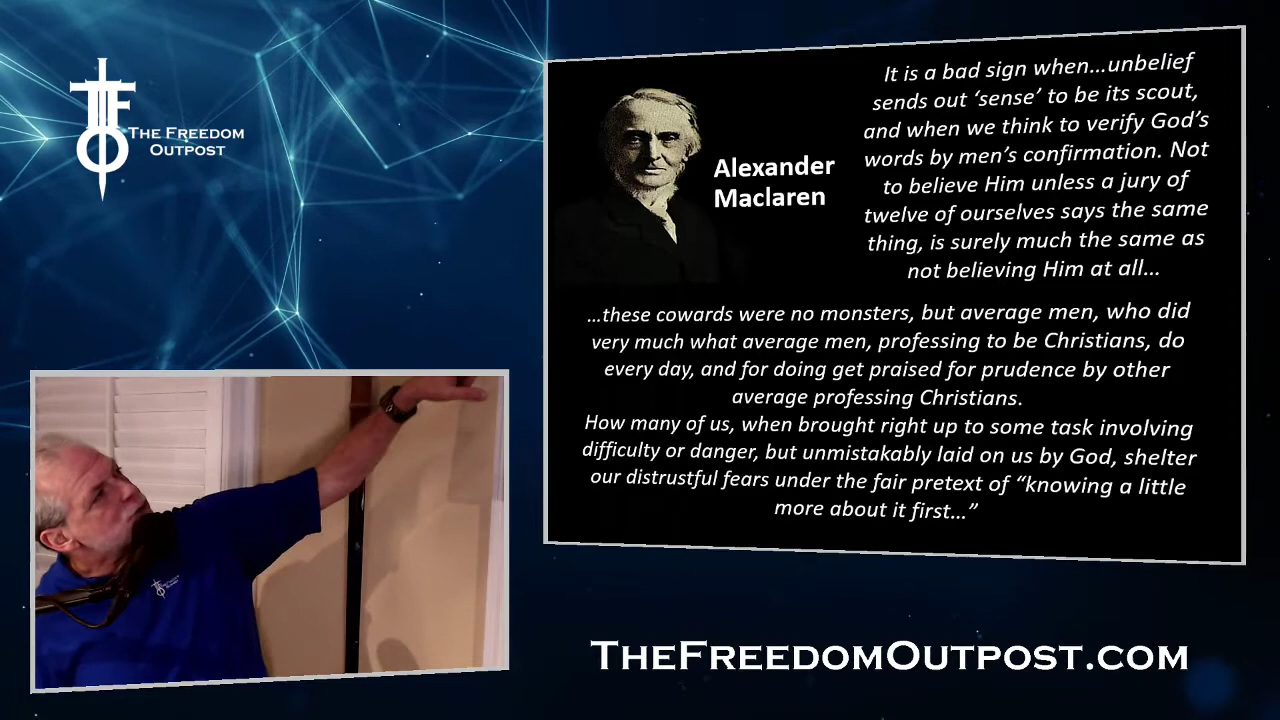 The Freedom
Outpost
Alexander
Maclaren
It is a bad sign when…unbelief
sends out ‘sense’ to be its scout,
and when we think to verify God’s
words by men’s confirmation. Not
to believe Him unless a jury of
twelve of ourselves says the same
thing, is surely much the same as
not believing Him at all…
…these cowards were no monsters, but average men, who did
very much what average men, professing to be Christians, do
every day, and for doing get praised for prudence by other
average professing Christians.
How many of us, when brought right up to some task involving
difficulty or danger, but unmistakably laid on us by God, shelter
our distrustful fears under the fair pretext of “knowing a little
more about it first…”
TheFreedomOutpost.com